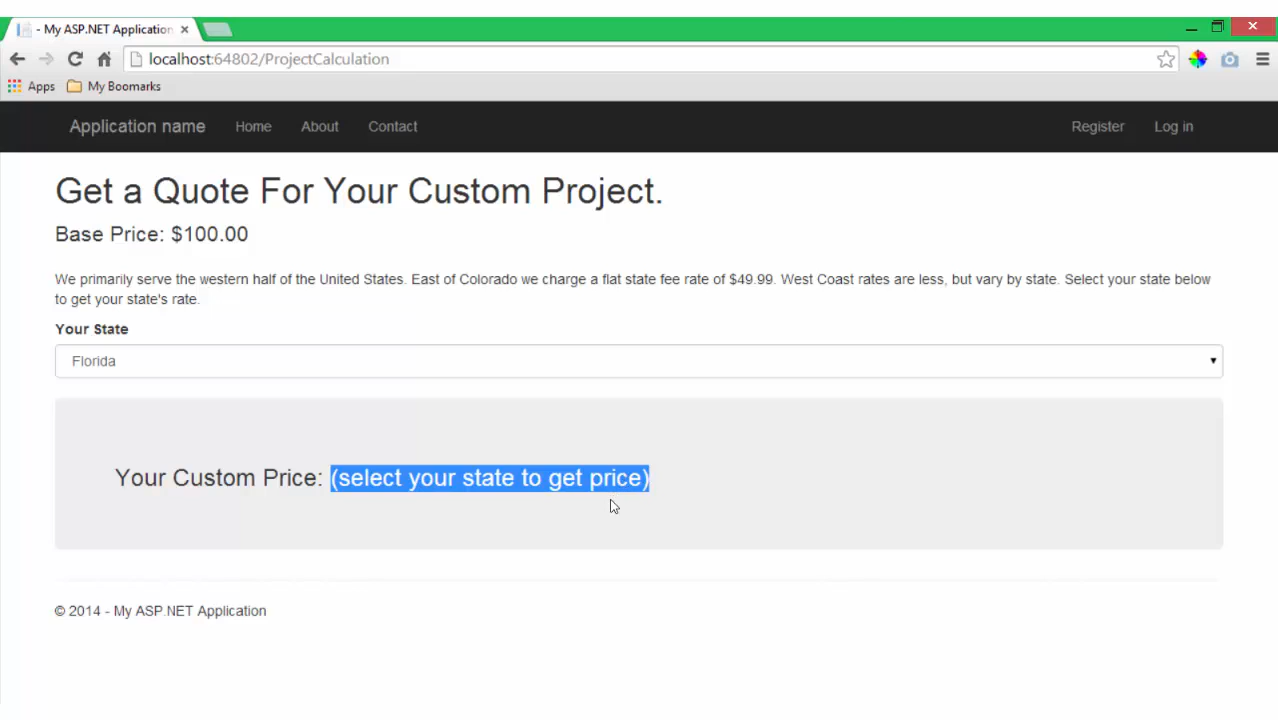 - My ASP.NET Application
localhost:64802/ProjectCalculation
Apps My Boomarks
Application name Home About Contact Register Log in
Get a Quote For Your Custom Project.
Base Price: $100.00
We primarily serve the western half of the United States. East of Colorado we charge a flat state fee rate of $49.99. West Coast rates are less, but vary by state. Select your state below
to get your state's rate.
Your State
Florida
Your Custom Price: (select your state to get price)
© 2014 - My ASP.NET Application